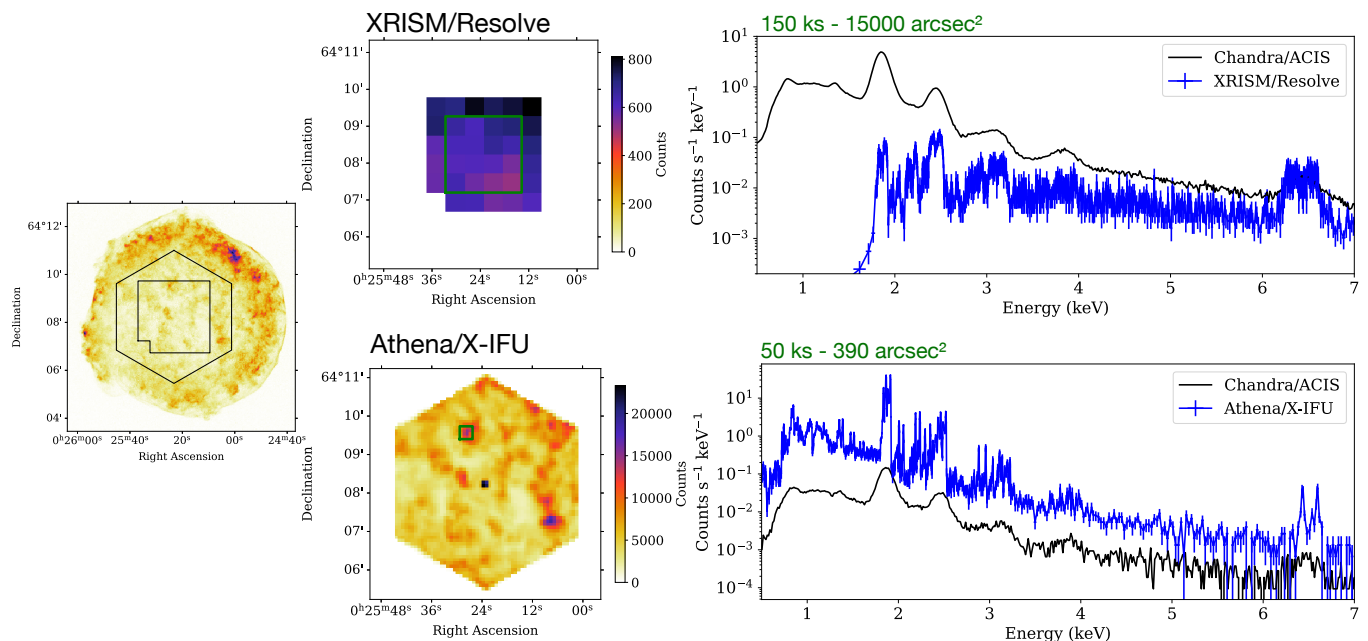 XRISM/Resolve
64°11'
10'
09'
08'
07'
06'
Declination
0ʰ25ᵐ48ˢ 36ˢ 24ˢ 12ˢ 00ˢ
Right Ascension
800
600
400
200
0
Counts
150 ks - 15000 arcsec²
Chandra/ACIS
XRISM/Resolve
10¹
10⁰
10⁻¹
10⁻²
10⁻³
Counts s⁻¹ keV⁻¹
1 2 3 4 5 6 7
Energy (keV)
64°12'
10'
08'
06'
04'
Declination
0ʰ26ᵐ00ˢ 25ᵐ40ˢ 20ˢ 00ˢ 24ᵐ40ˢ
Right Ascension
Athena/X-IFU
64°11'
10'
09'
08'
07'
06'
Declination
0ʰ25ᵐ48ˢ 36ˢ 24ˢ 12ˢ 00ˢ
Right Ascension
20000
15000
10000
5000
0
Counts
50 ks - 390 arcsec²
Chandra/ACIS
Athena/X-IFU
10¹
10⁰
10⁻¹
10⁻²
10⁻³
10⁻⁴
Counts s⁻¹ keV⁻¹
1 2 3 4 5 6 7
Energy (keV)